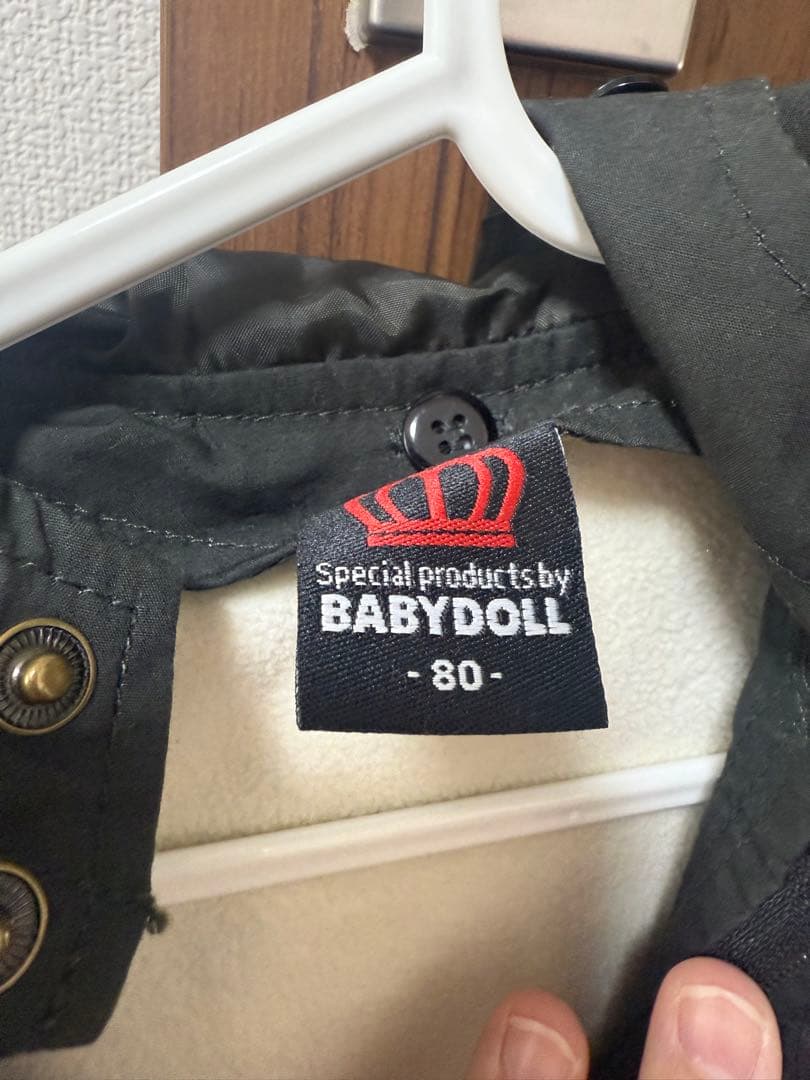 Special products by
BABYDOLL
- 80 -